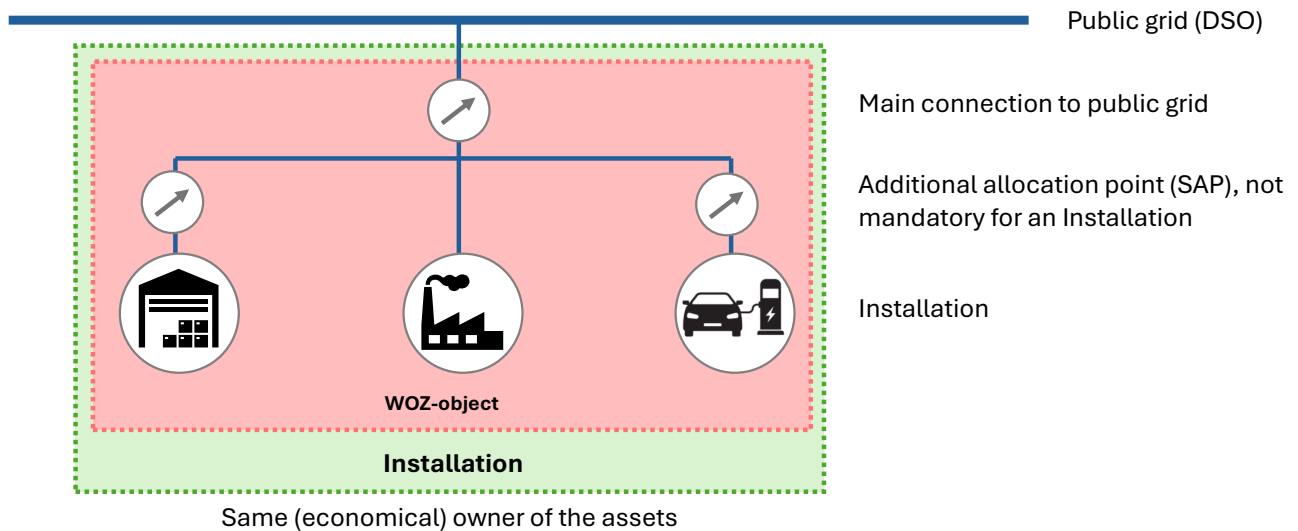 Public grid (DSO)
Main connection to public grid
Additional allocation point (SAP), not
mandatory for an Installation
Installation
WOZ-object
Installation
Same (economical) owner of the assets